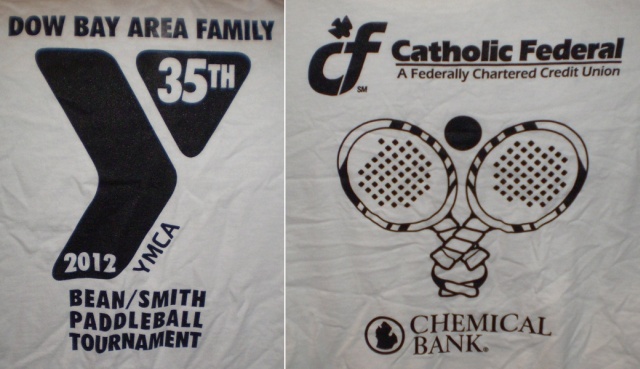 DOW BAY AREA FAMILY
35TH
2012
YMCA
BEAN/SMITH
PADDLEBALL
TOURNAMENT
cf SM
Catholic Federal
A Federally Chartered Credit Union
CHEMICAL
BANK®